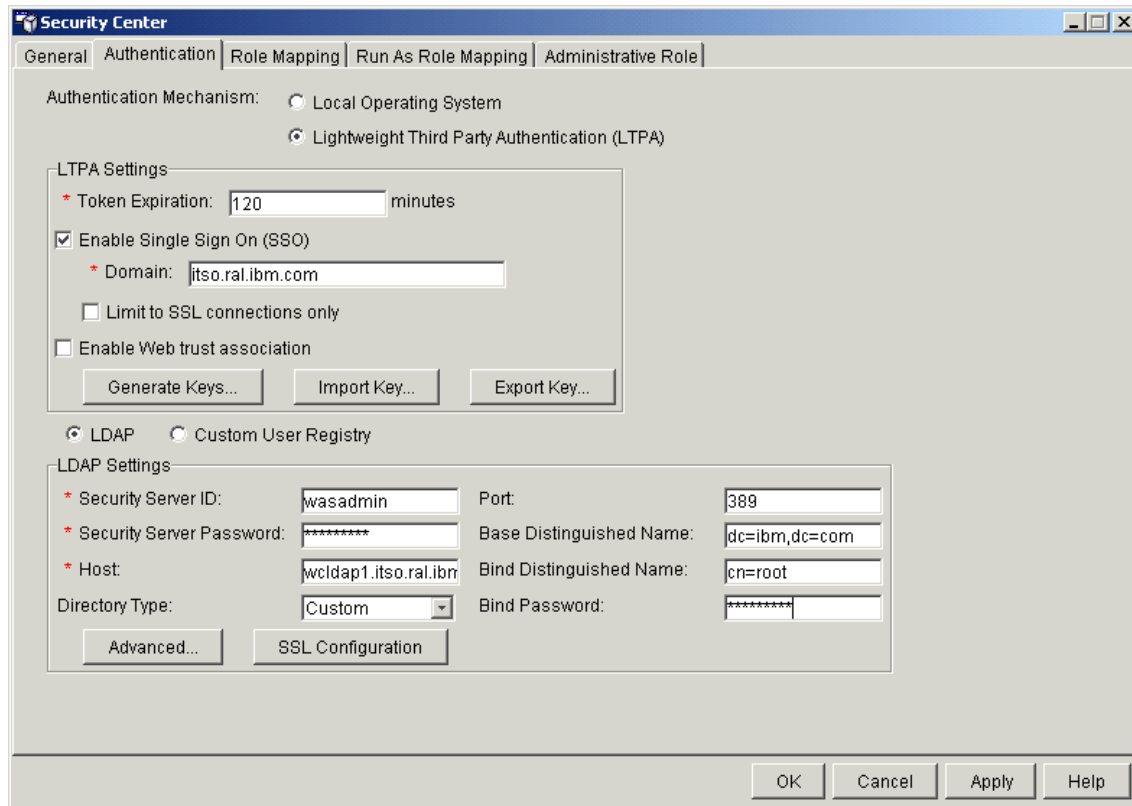 Security Center
General Authentication Role Mapping Run As Role Mapping Administrative Role
Authentication Mechanism: Local Operating System
Lightweight Third Party Authentication (LTPA)
LTPA Settings
* Token Expiration: 120 minutes
Enable Single Sign On (SSO)
* Domain: itso.ral.ibm.com
Limit to SSL connections only
Enable Web trust association
Generate Keys... Import Key... Export Key...
LDAP Custom User Registry
LDAP Settings
* Security Server ID: wasadmin Port: 389
* Security Server Password: ********* Base Distinguished Name: dc=ibm,dc=com
* Host: wcldap1.itso.ral.ibm Bind Distinguished Name: cn=root
Directory Type: Custom Bind Password: *********
Advanced... SSL Configuration
OK Cancel Apply Help